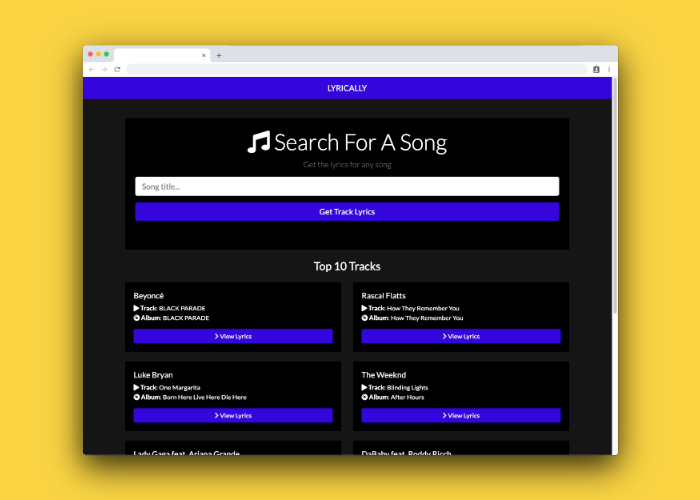 LYRICALLY
Search For A Song
Get the lyrics for any song
Song title...
Get Track Lyrics
Top 10 Tracks
Beyoncé
Track: BLACK PARADE
Album: BLACK PARADE
View Lyrics
Rascal Flatts
Track: How They Remember You
Album: How They Remember You
View Lyrics
Luke Bryan
Track: One Margarita
Album: Born Here Live Here Die Here
View Lyrics
The Weeknd
Track: Blinding Lights
Album: After Hours
View Lyrics
Lady Gaga feat. Ariana Grande
DaBaby feat. Roddy Ricch